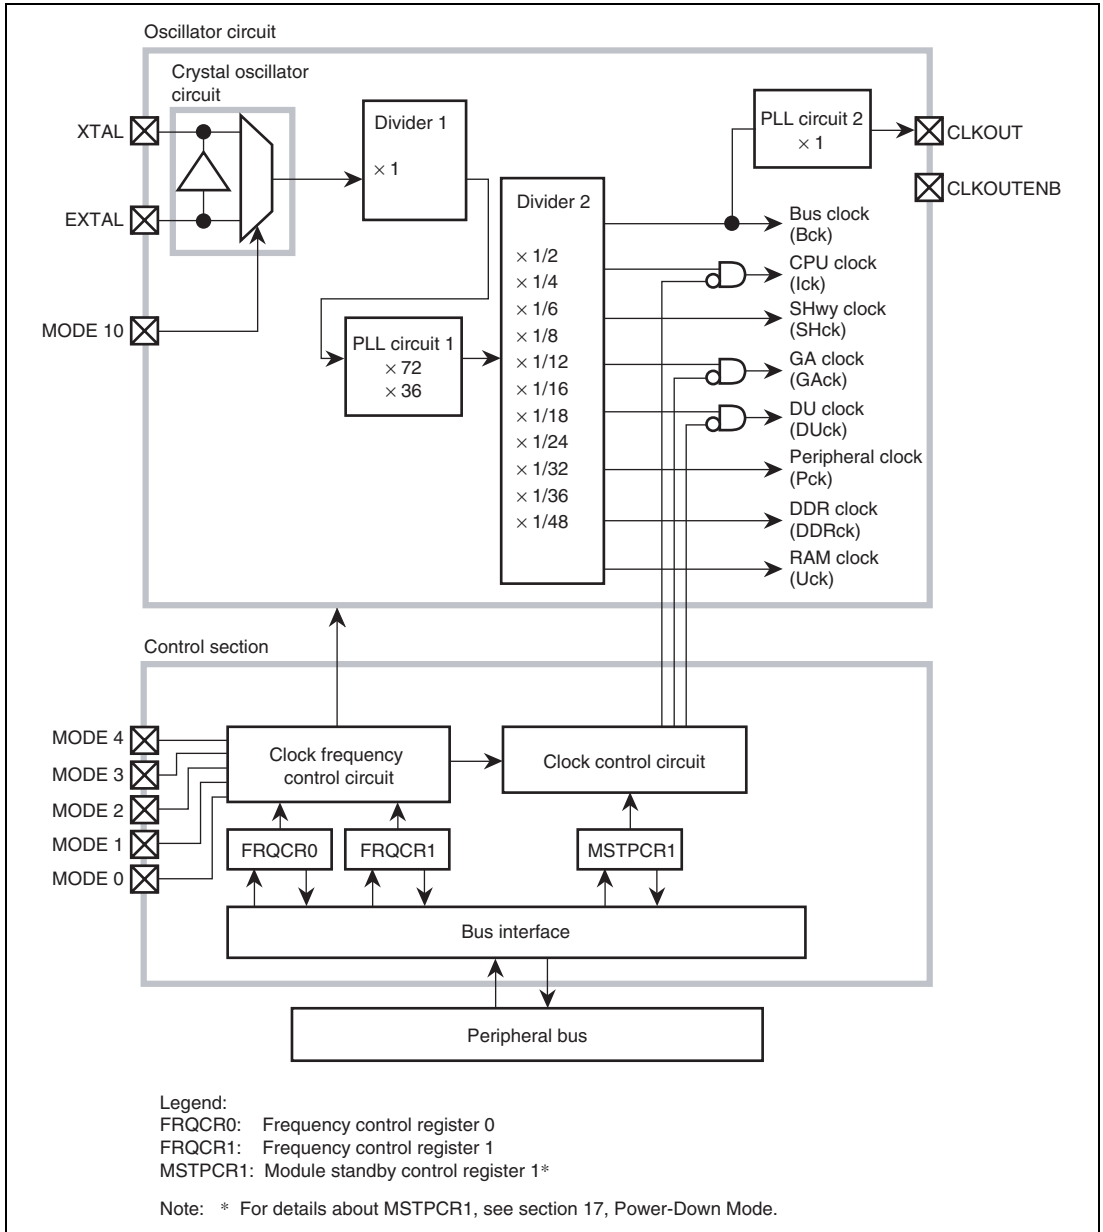 Oscillator circuit
Crystal oscillator
circuit
XTAL
EXTAL
MODE 10
Divider 1
× 1
PLL circuit 1
× 72
× 36
Divider 2
× 1/2
× 1/4
× 1/6
× 1/8
× 1/12
× 1/16
× 1/18
× 1/24
× 1/32
× 1/36
× 1/48
PLL circuit 2
× 1
CLKOUT
CLKOUTENB
Bus clock
(Bck)
CPU clock
(Ick)
SHwy clock
(SHck)
GA clock
(GAck)
DU clock
(DUck)
Peripheral clock
(Pck)
DDR clock
(DDRck)
RAM clock
(Uck)
Control section
MODE 4
MODE 3
MODE 2
MODE 1
MODE 0
Clock frequency
control circuit
Clock control circuit
FRQCR0
FRQCR1
MSTPCR1
Bus interface
Peripheral bus
Legend:
FRQCR0: Frequency control register 0
FRQCR1: Frequency control register 1
MSTPCR1: Module standby control register 1*
Note: * For details about MSTPCR1, see section 17, Power-Down Mode.